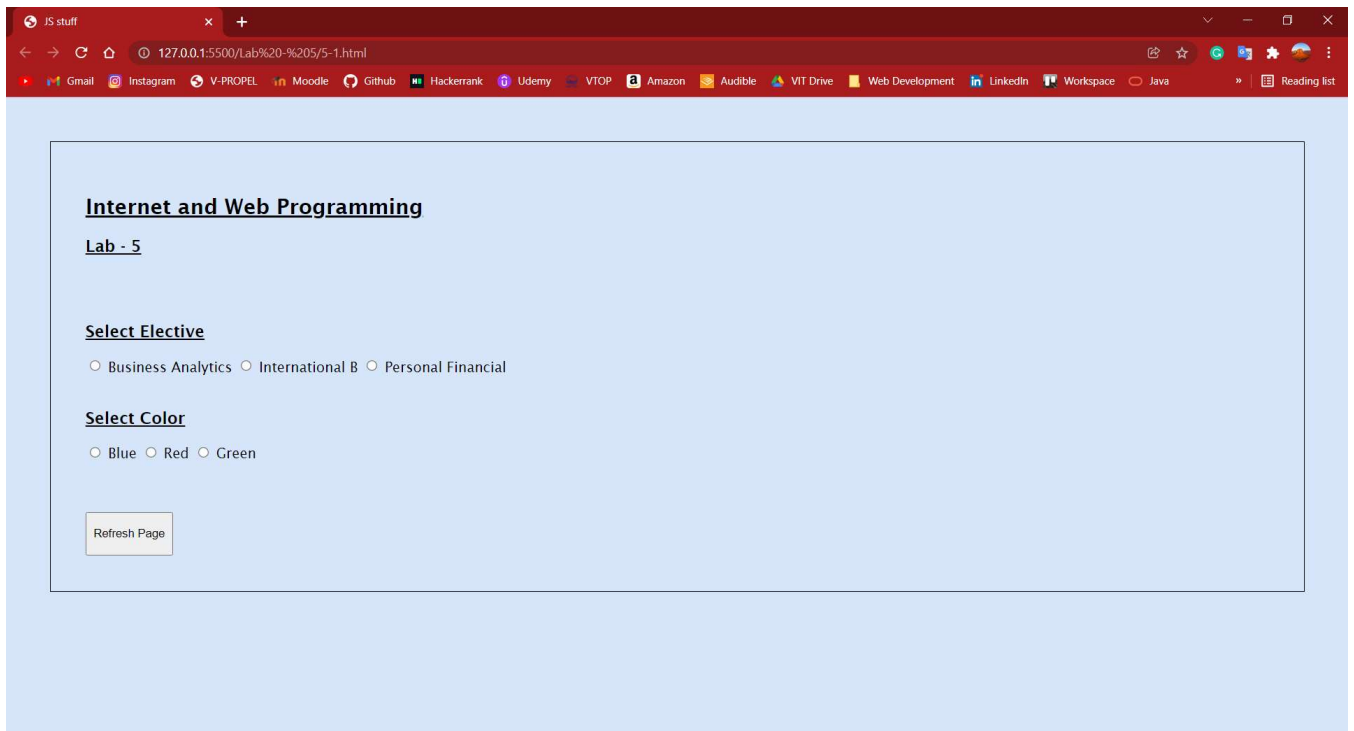 JS stuff
127.0.0.1:5500/Lab%20-%205/5-1.html
Gmail Instagram V-PROPEL Moodle Github Hackerrank Udemy VTOP Amazon Audible VIT Drive Web Development LinkedIn Workspace Java » Reading list
Internet and Web Programming
Lab - 5
Select Elective
Business Analytics International B Personal Financial
Select Color
Blue Red Green
Refresh Page